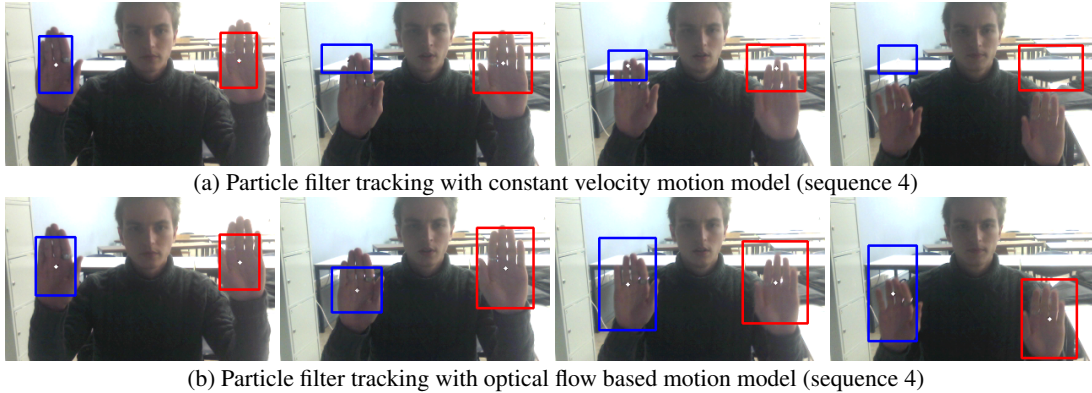 (a) Particle filter tracking with constant velocity motion model (sequence 4)
(b) Particle filter tracking with optical flow based motion model (sequence 4)